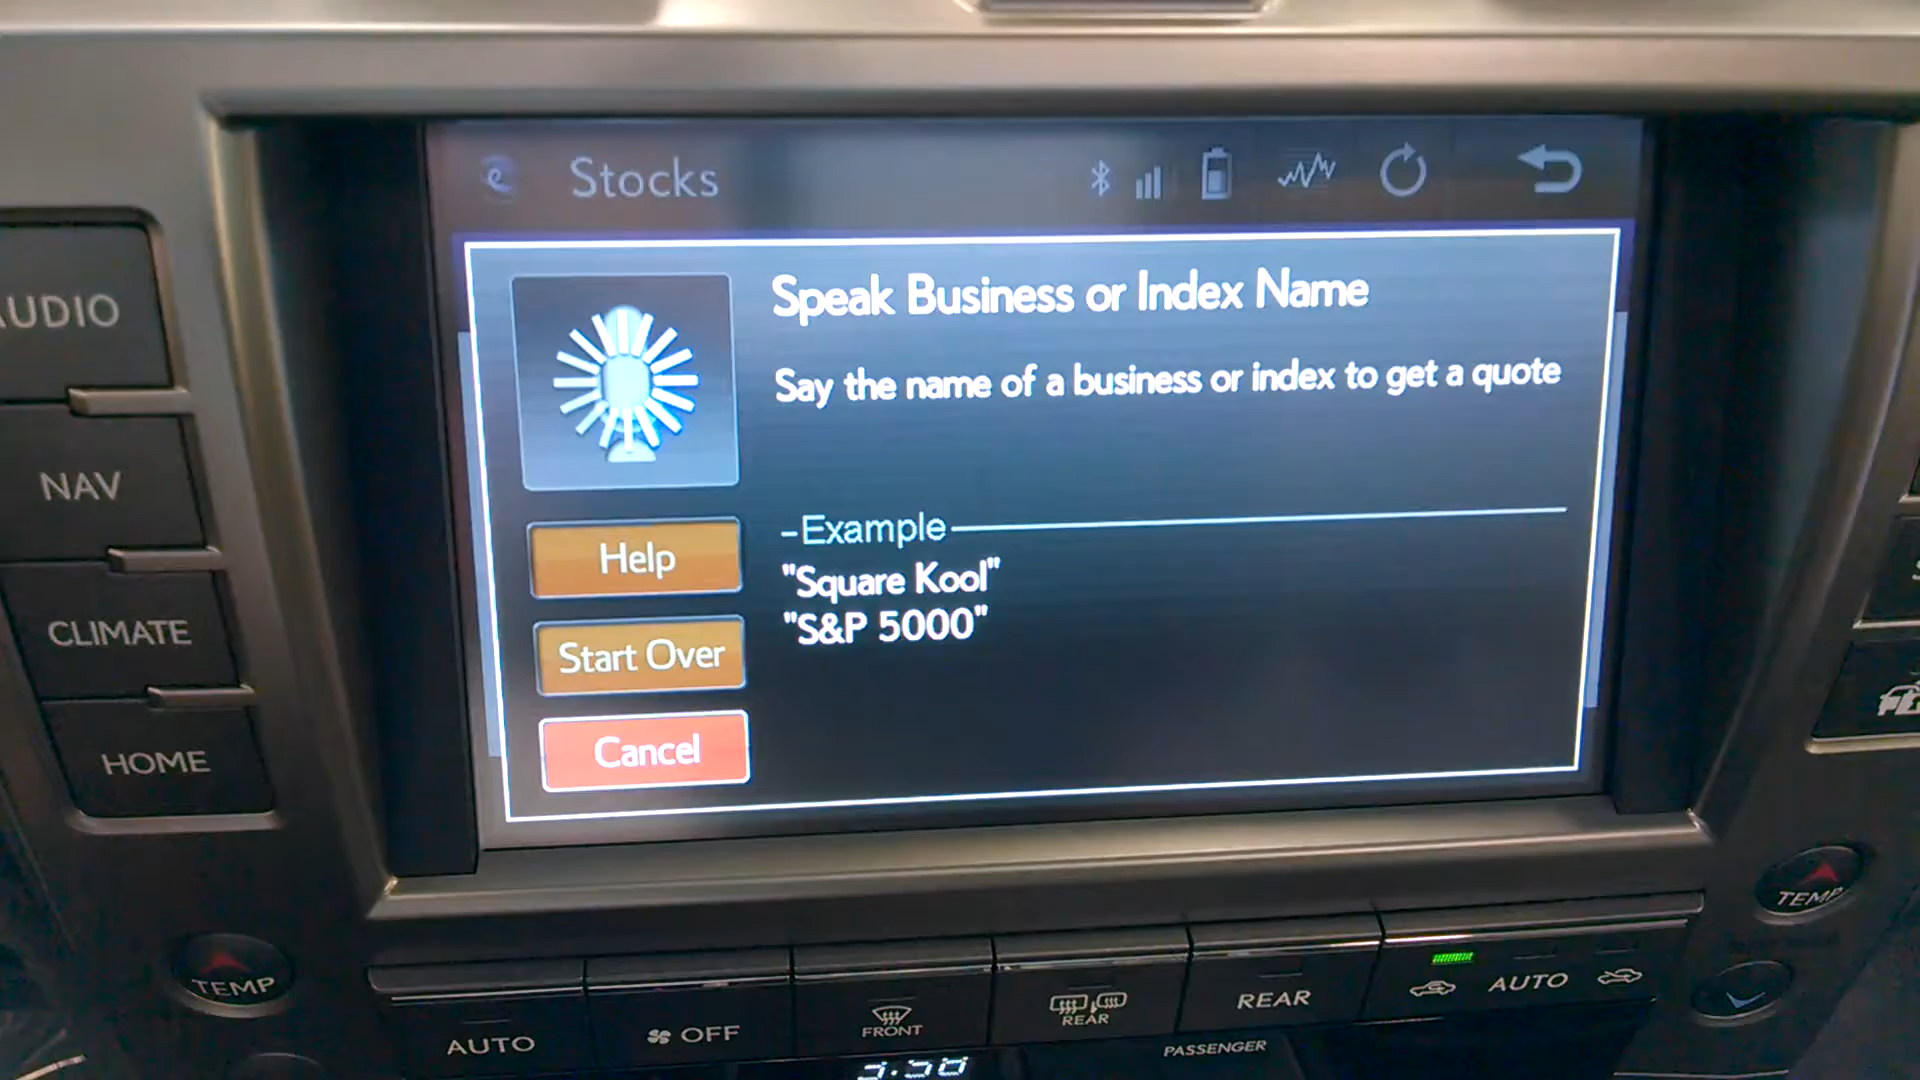 Stocks
Speak Business or Index Name
Say the name of a business or index to get a quote
Example
"Square Kool"
"S&P 5000"
Help
Start Over
Cancel
AUDIO
NAV
CLIMATE
HOME
TEMP
TEMP
AUTO
OFF
FRONT
REAR
REAR
AUTO
PASSENGER